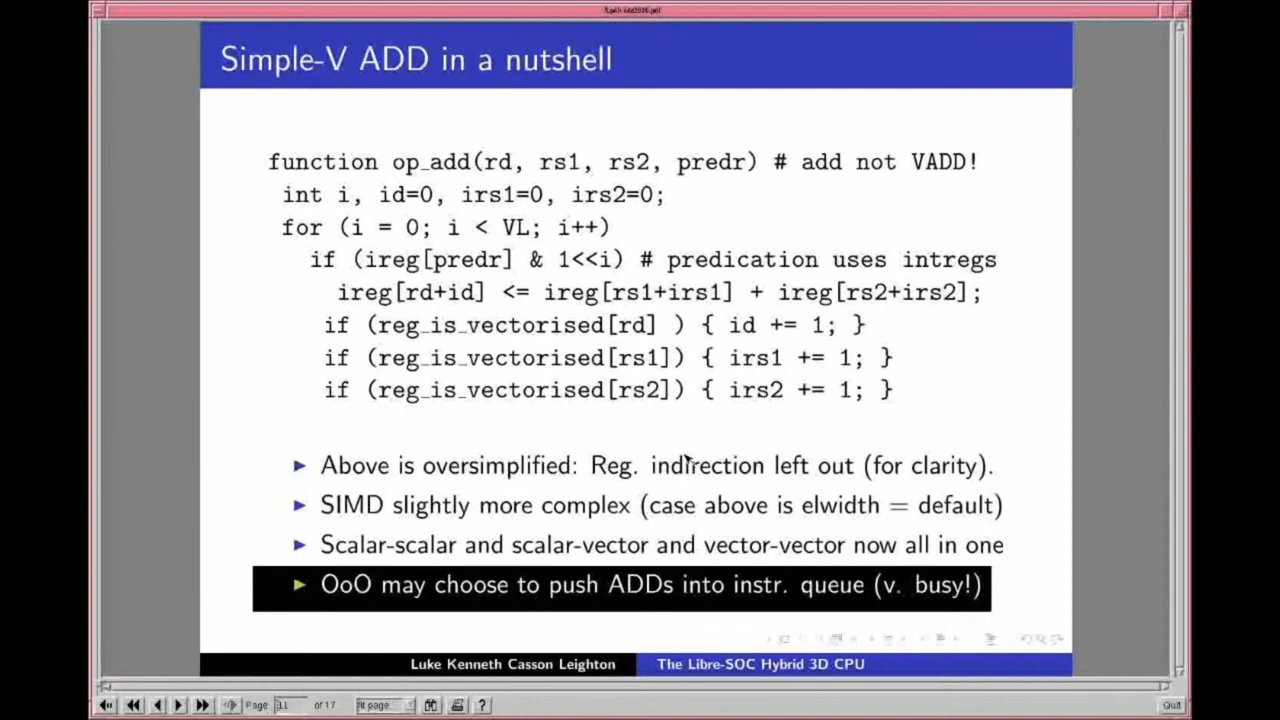 Simple-V ADD in a nutshell
function op_add(rd, rs1, rs2, predr) # add not VADD!
int i, id=0, irs1=0, irs2=0;
for (i = 0; i < VL; i++)
if (ireg[predr] & 1<<i) # predication uses intregs
ireg[rd+id] <= ireg[rs1+irs1] + ireg[rs2+irs2];
if (reg_is_vectorised[rd] ) { id += 1; }
if (reg_is_vectorised[rs1]) { irs1 += 1; }
if (reg_is_vectorised[rs2]) { irs2 += 1; }
► Above is oversimplified: Reg. indirection left out (for clarity).
► SIMD slightly more complex (case above is elwidth = default)
► Scalar-scalar and scalar-vector and vector-vector now all in one
► OoO may choose to push ADDs into instr. queue (v. busy!)
Luke Kenneth Casson Leighton The Libre-SOC Hybrid 3D CPU
Page 11 of 17 fit page ? Quit